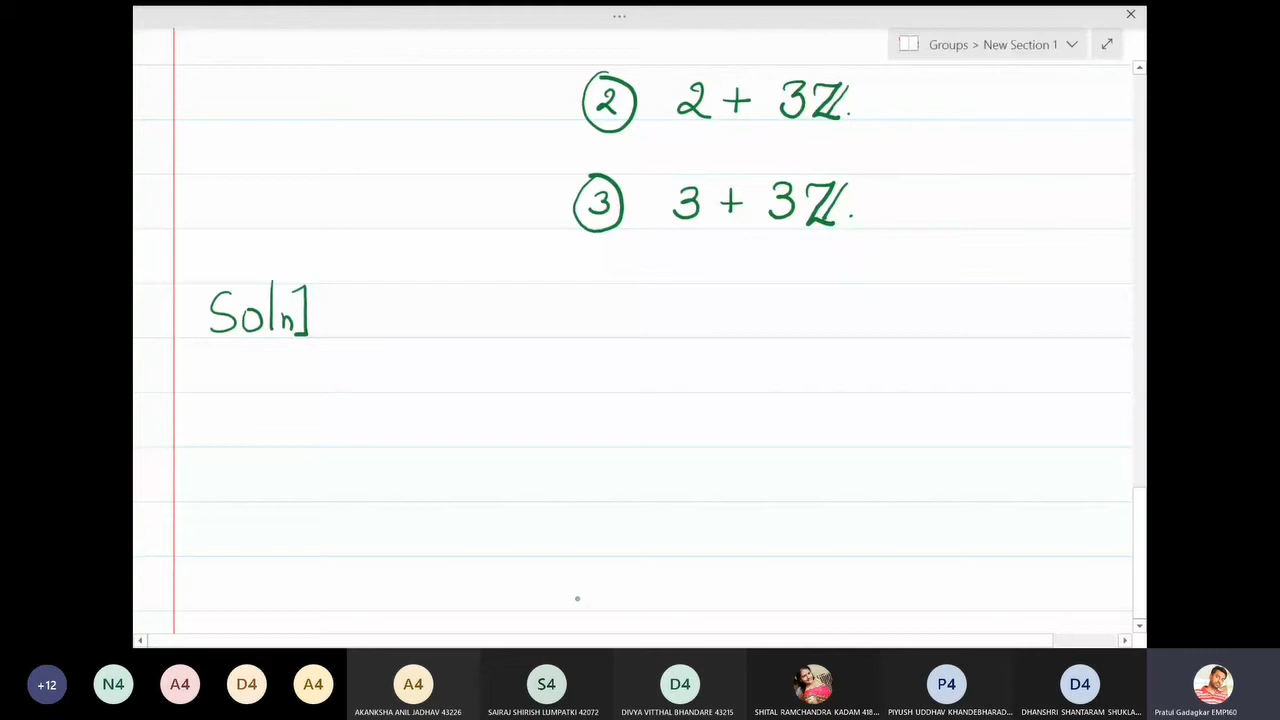 ...
Groups > New Section 1
② 2 + 3ℤ.
③ 3 + 3ℤ.
Soln]
+12
N4
A4
D4
A4
A4
S4
D4
P4
D4
AKANKSHA ANIL JADHAV 43226
SAIRAJ SHIRISH LUMPATKI 42072
DIVYA VITTHAL BHANDARE 43215
SHITAL RAMCHANDRA KADAM 418...
PIYUSH UDDHAV KHANDEBHARAD...
DHANSHRI SHANTARAM SHUKLA...
Pratul Gadagkar EMP160